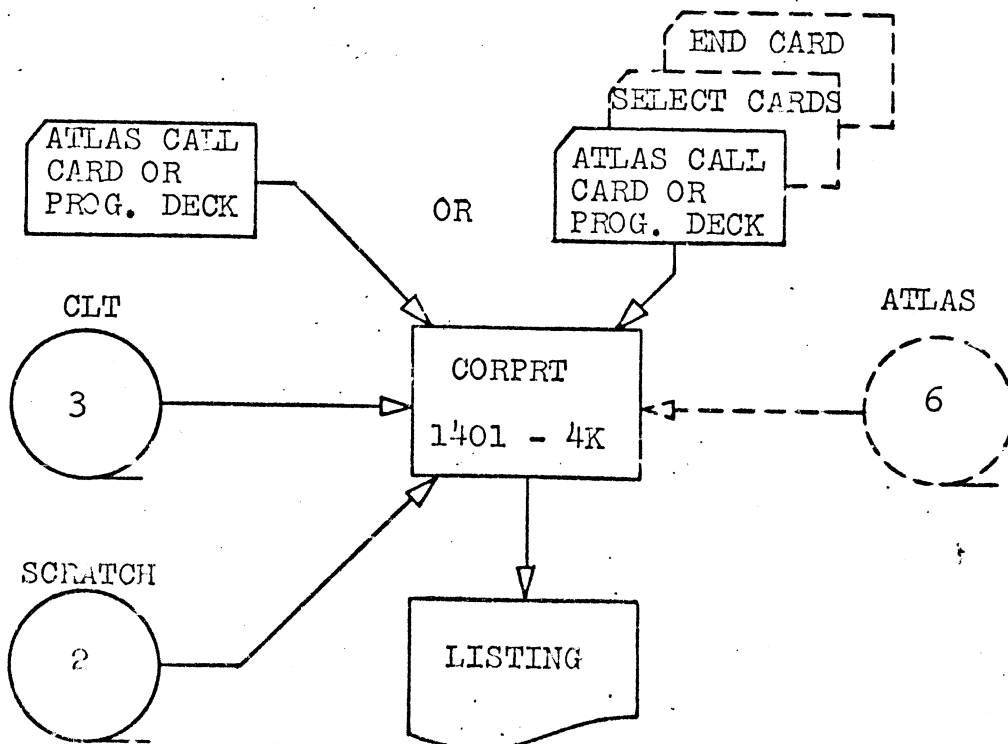 END CARD
SELECT CARDS
ATLAS CALL
CARD OR
PROG. DECK
OR
ATLAS CALL
CARD OR
PROG. DECK
CLT
3
CORPRT
1401 - 4K
ATLAS
6
SCRATCH
2
LISTING